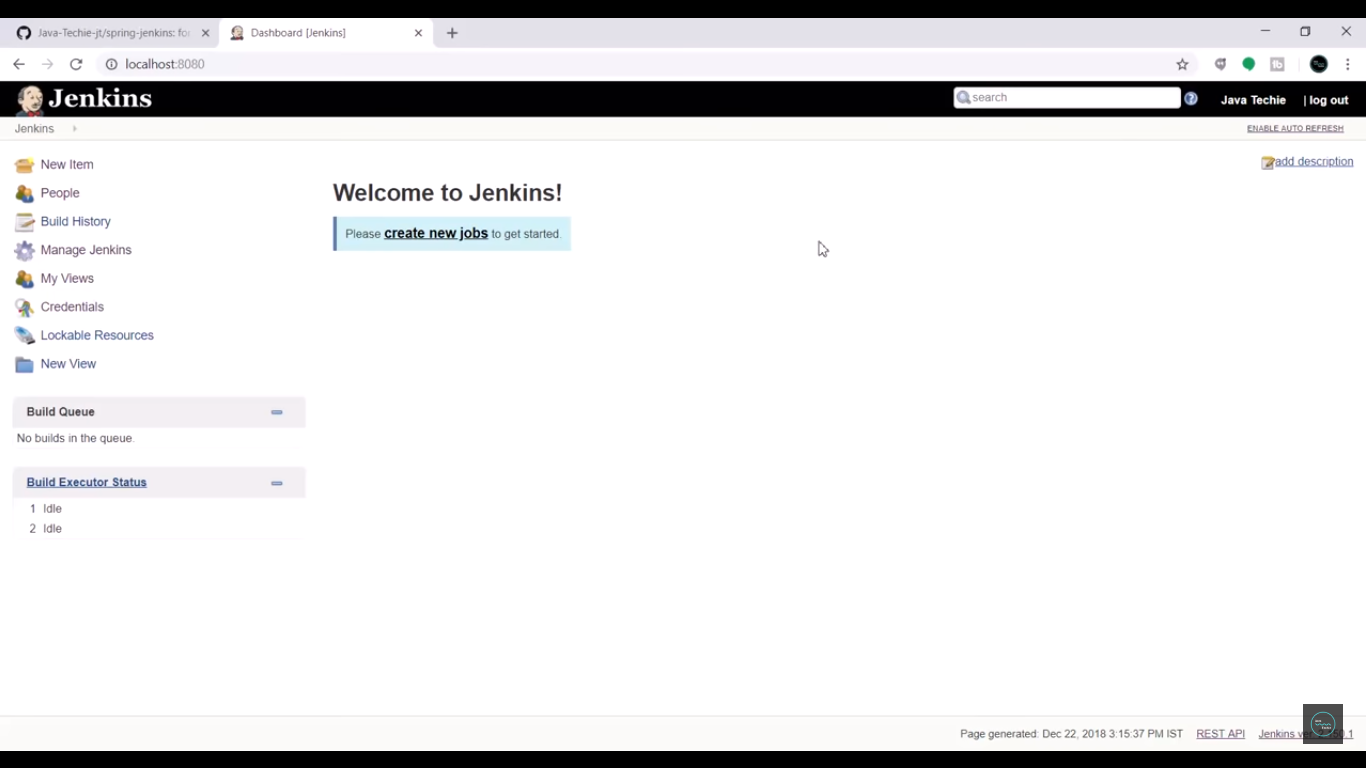 Java-Techie-jt/spring-jenkins: fo
Dashboard [Jenkins]
localhost:8080
Jenkins
search
Java Techie | log out
Jenkins
ENABLE AUTO REFRESH
New Item
add description
People
Build History
Manage Jenkins
My Views
Credentials
Lockable Resources
New View
Welcome to Jenkins!
Please create new jobs to get started.
Build Queue
No builds in the queue.
Build Executor Status
1 Idle
2 Idle
Page generated: Dec 22, 2018 3:15:37 PM IST REST API Jenkins